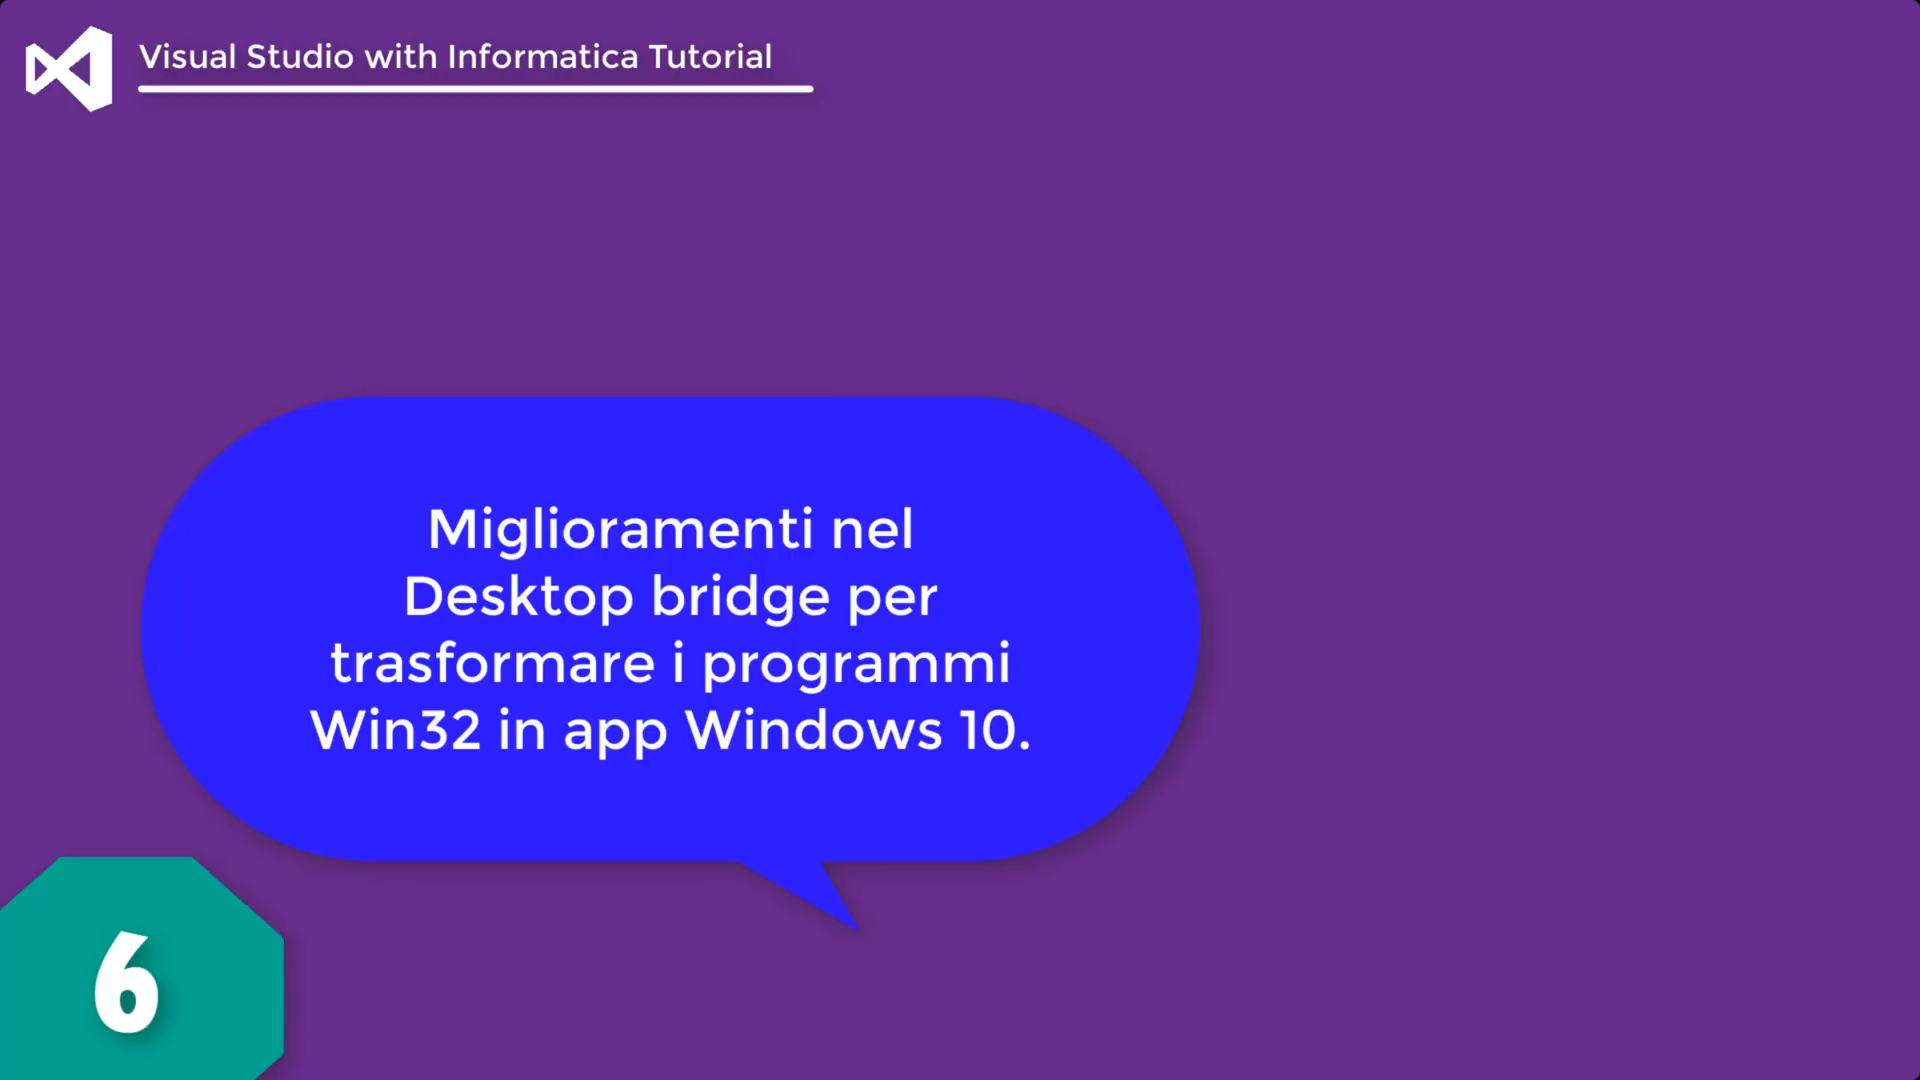 Visual Studio with Informatica Tutorial
Miglioramenti nel
Desktop bridge per
trasformare i programmi
Win32 in app Windows 10.
6